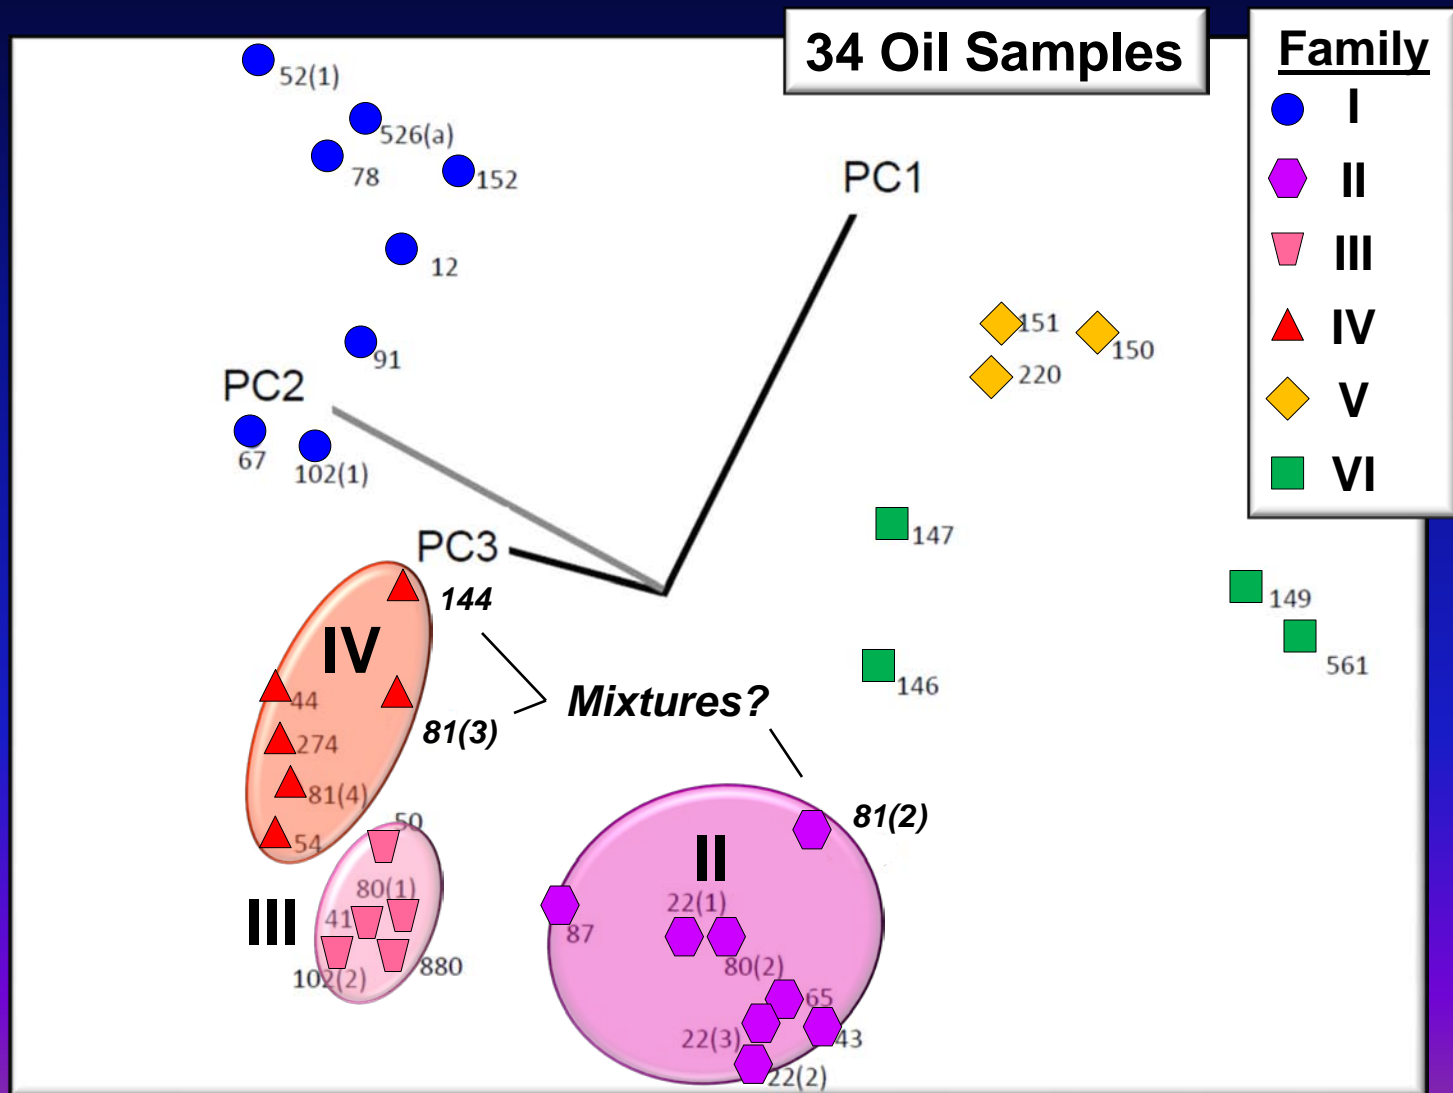 34 Oil Samples
Family
I
II
III
IV
V
VI
52(1)
526(a)
78
152
12
91
PC1
PC2
67
102(1)
151
150
220
PC3
147
149
561
146
144
IV
44
Mixtures?
81(3)
274
81(4)
54
50
81(2)
II
80(1)
41
III
102(2)
880
22(1)
87
80(2)
65
22(3)
43
22(2)